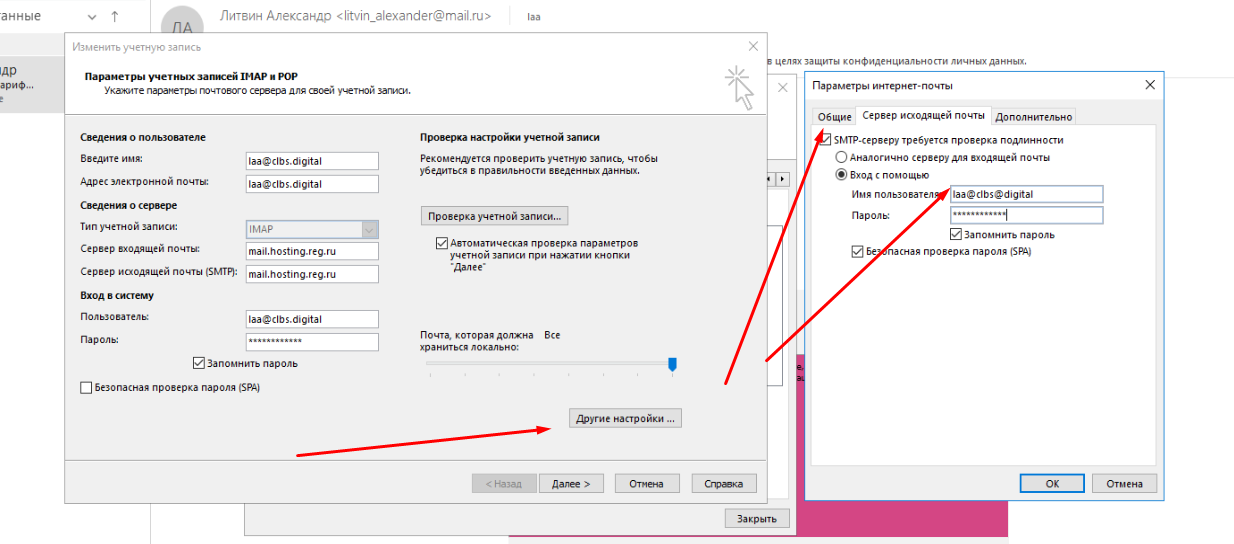 анные
Литвин Александр <litvin_alexander@mail.ru>
laa
ЛА
Изменить учетную запись
Параметры учетных записей IMAP и POP
Укажите параметры почтового сервера для своей учетной записи.
в целях защиты конфиденциальности личных данных.
Сведения о пользователе
Введите имя:
laa@clbs.digital
Адрес электронной почты:
laa@clbs.digital
Сведения о сервере
Тип учетной записи:
IMAP
Сервер входящей почты:
mail.hosting.reg.ru
Сервер исходящей почты (SMTP):
mail.hosting.reg.ru
Вход в систему
Пользователь:
laa@clbs.digital
Пароль:
************
Запомнить пароль
Безопасная проверка пароля (SPA)
Проверка настройки учетной записи
Рекомендуется проверить учетную запись, чтобы
убедиться в правильности введенных данных.
Проверка учетной записи...
Автоматическая проверка параметров
учетной записи при нажатии кнопки
"Далее"
Почта, которая должна Все
храниться локально:
Другие настройки ...
< Назад
Далее >
Отмена
Справка
Закрыть
Параметры интернет-почты
Общие
Сервер исходящей почты
Дополнительно
SMTP-серверу требуется проверка подлинности
Аналогично серверу для входящей почты
Вход с помощью
Имя пользователя
laa@clbs@digital
Пароль:
************
Запомнить пароль
Безопасная проверка пароля (SPA)
ОК
Отмена